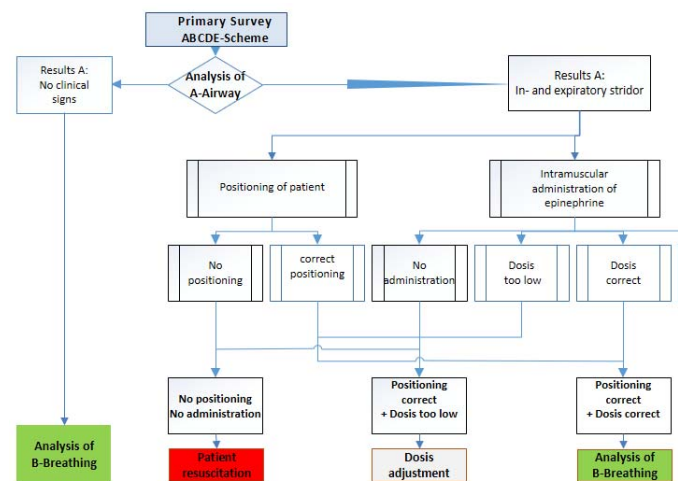 Primary Survey
ABCDE-Scheme
Results A:
No clinical
signs
Analysis of
A-Airway
Results A:
In- and expiratory stridor
Positioning of patient
Intramuscular
administration of
epinephrine
No
positioning
correct
positioning
No
administration
Dosis
too low
Dosis
correct
No positioning
No administration
Positioning
correct
+ Dosis too low
Positioning
correct
+ Dosis correct
Analysis of
B-Breathing
Patient
resuscitation
Dosis
adjustment
Analysis of
B-Breathing